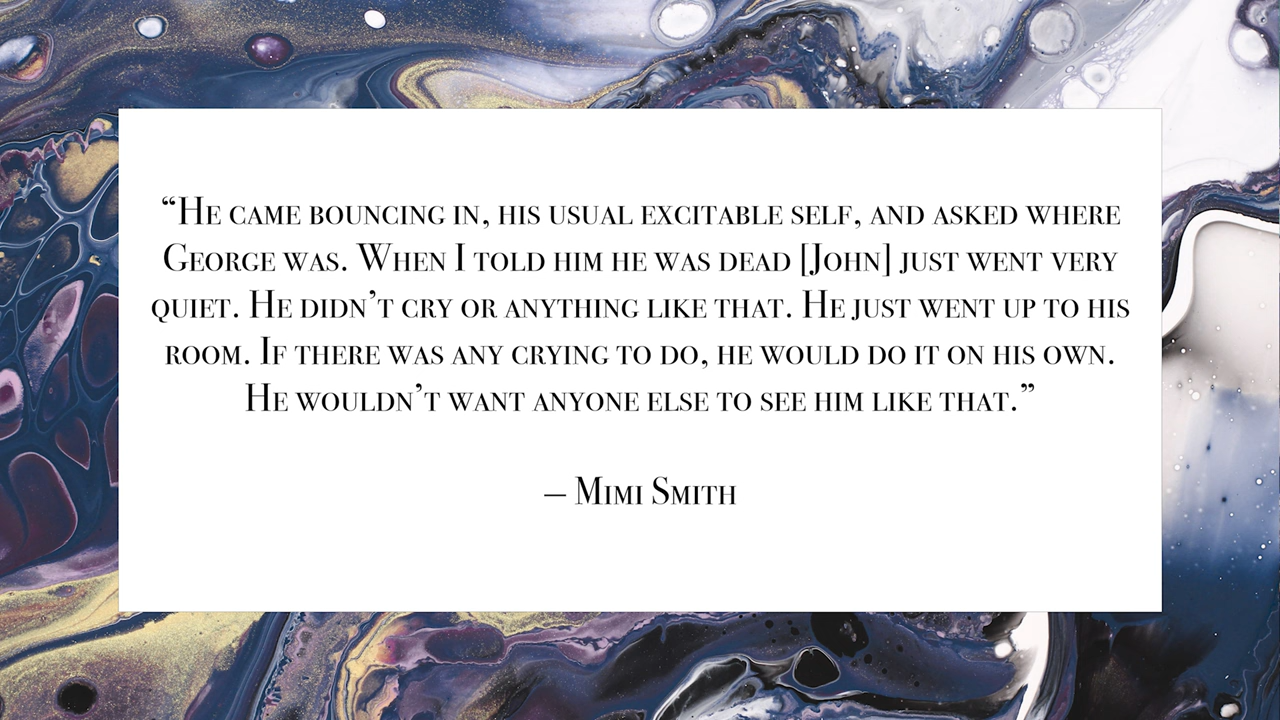 “He came bouncing in, his usual excitable self, and asked where
George was. When I told him he was dead [John] just went very
quiet. He didn’t cry or anything like that. He just went up to his
room. If there was any crying to do, he would do it on his own.
He wouldn’t want anyone else to see him like that.”
– Mimi Smith